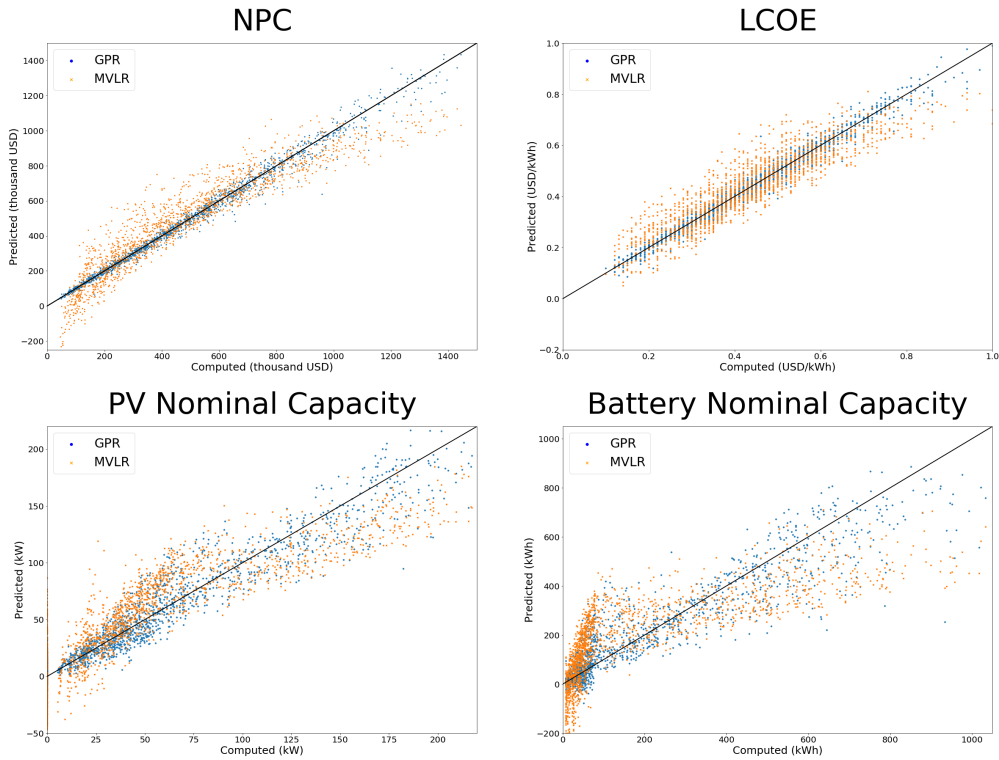 NPC
GPR
MVLR
1400
1200
1000
800
600
400
200
0
−200
Predicted (thousand USD)
0 200 400 600 800 1000 1200 1400
Computed (thousand USD)
LCOE
GPR
MVLR
1.0
0.8
0.6
0.4
0.2
0.0
−0.2
Predicted (USD/kWh)
0.0 0.2 0.4 0.6 0.8 1.0
Computed (USD/kWh)
PV Nominal Capacity
GPR
MVLR
200
150
100
50
0
−50
Predicted (kW)
0 25 50 75 100 125 150 175 200
Computed (kW)
Battery Nominal Capacity
GPR
MVLR
1000
800
600
400
200
0
−200
Predicted (kWh)
0 200 400 600 800 1000
Computed (kWh)